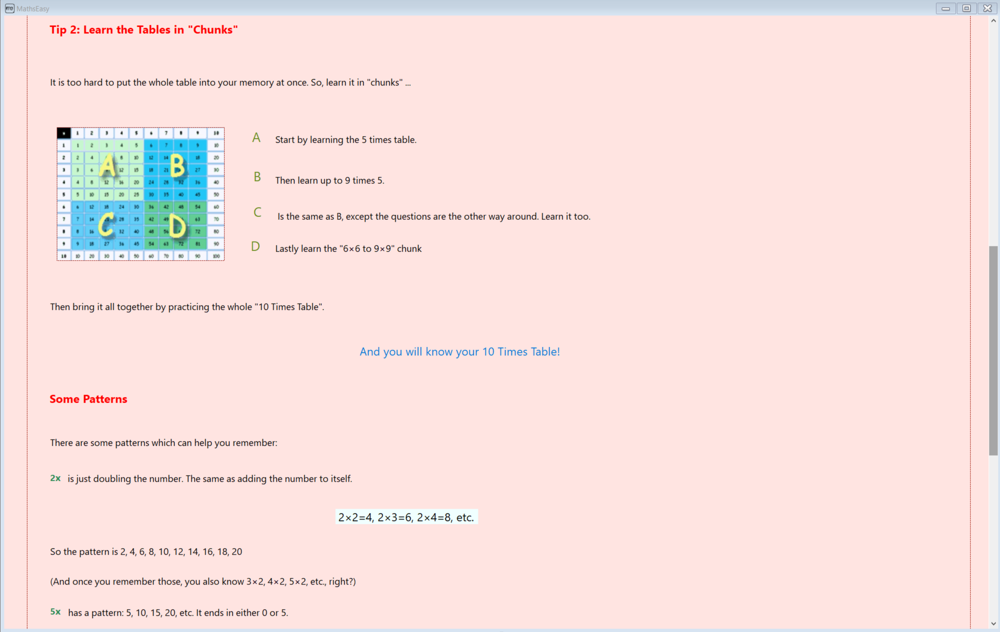 MathsEasy
Tip 2: Learn the Tables in "Chunks"
It is too hard to put the whole table into your memory at once. So, learn it in "chunks" ...
× 1 2 3 4 5 6 7 8 9 10
1 1 2 3 4 5 6 7 8 9 10
2 2 4 8 10 12 14 18 20
3 3 6 12 15 18 21 27 30
4 4 8 12 16 20 24 28 32 36 40
5 5 10 15 20 25 30 35 40 45 50
6 6 12 18 24 30 36 42 48 54 60
7 7 14 21 28 35 42 49 63 70
8 8 16 32 40 48 56 72 80
9 9 18 27 36 45 54 63 72 81 90
10 10 20 30 40 50 60 70 80 90 100
A B
C D
A Start by learning the 5 times table.
B Then learn up to 9 times 5.
C Is the same as B, except the questions are the other way around. Learn it too.
D Lastly learn the "6×6 to 9×9" chunk
Then bring it all together by practicing the whole "10 Times Table".
And you will know your 10 Times Table!
Some Patterns
There are some patterns which can help you remember:
2x is just doubling the number. The same as adding the number to itself.
2×2=4, 2×3=6, 2×4=8, etc.
So the pattern is 2, 4, 6, 8, 10, 12, 14, 16, 18, 20
(And once you remember those, you also know 3×2, 4×2, 5×2, etc., right?)
5x has a pattern: 5, 10, 15, 20, etc. It ends in either 0 or 5.